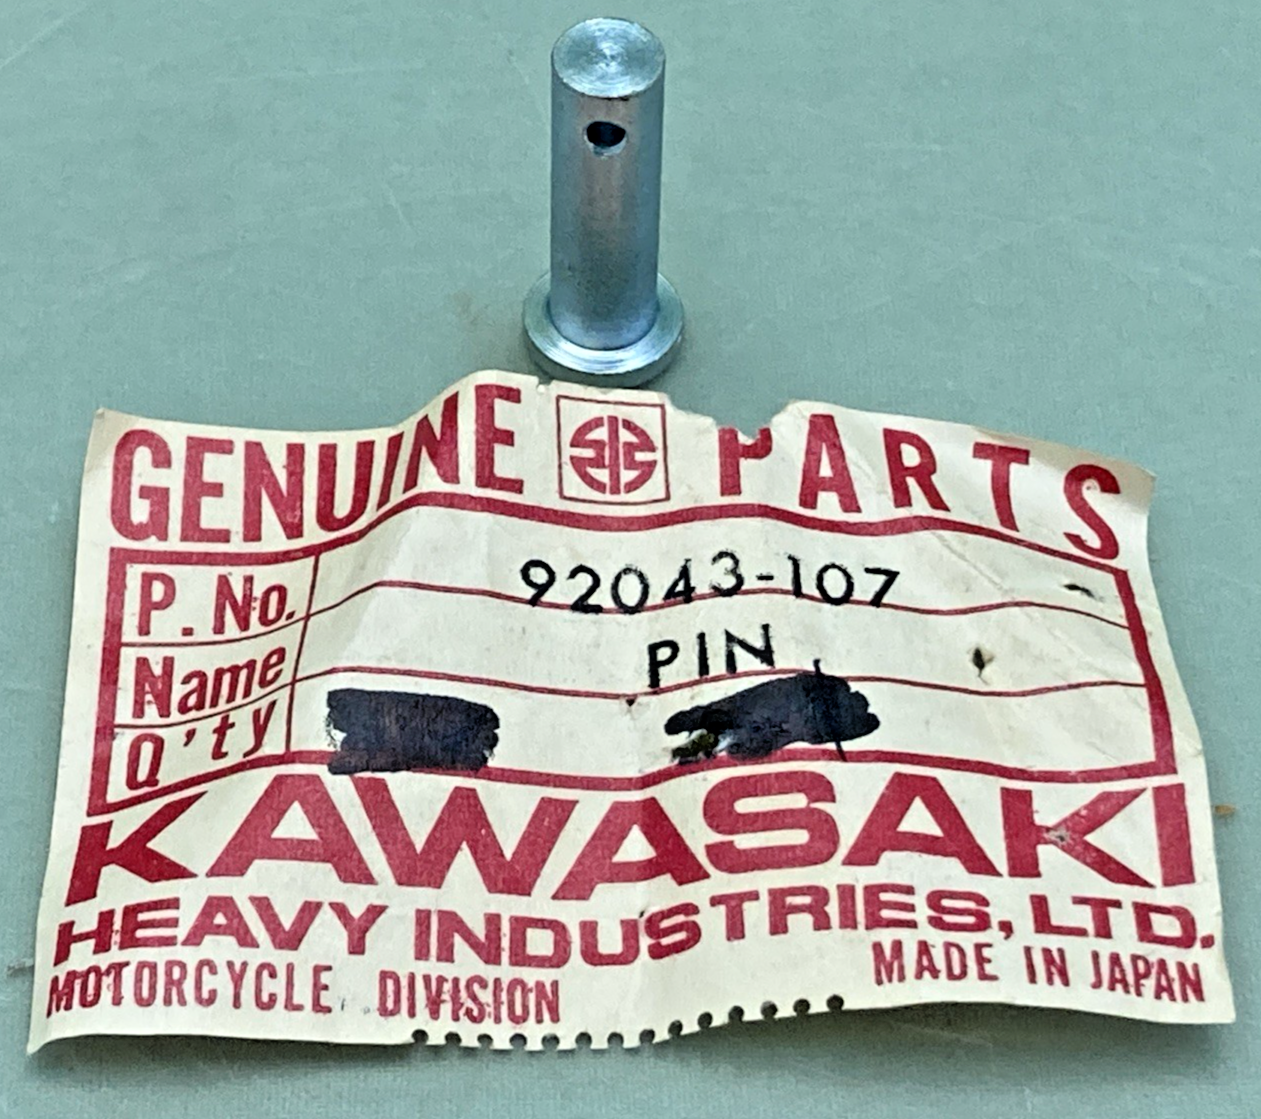 GENUINE PARTS
P. No. 92043-107
Name PIN
Q'ty
KAWASAKI
HEAVY INDUSTRIES, LTD.
MOTORCYCLE DIVISION MADE IN JAPAN